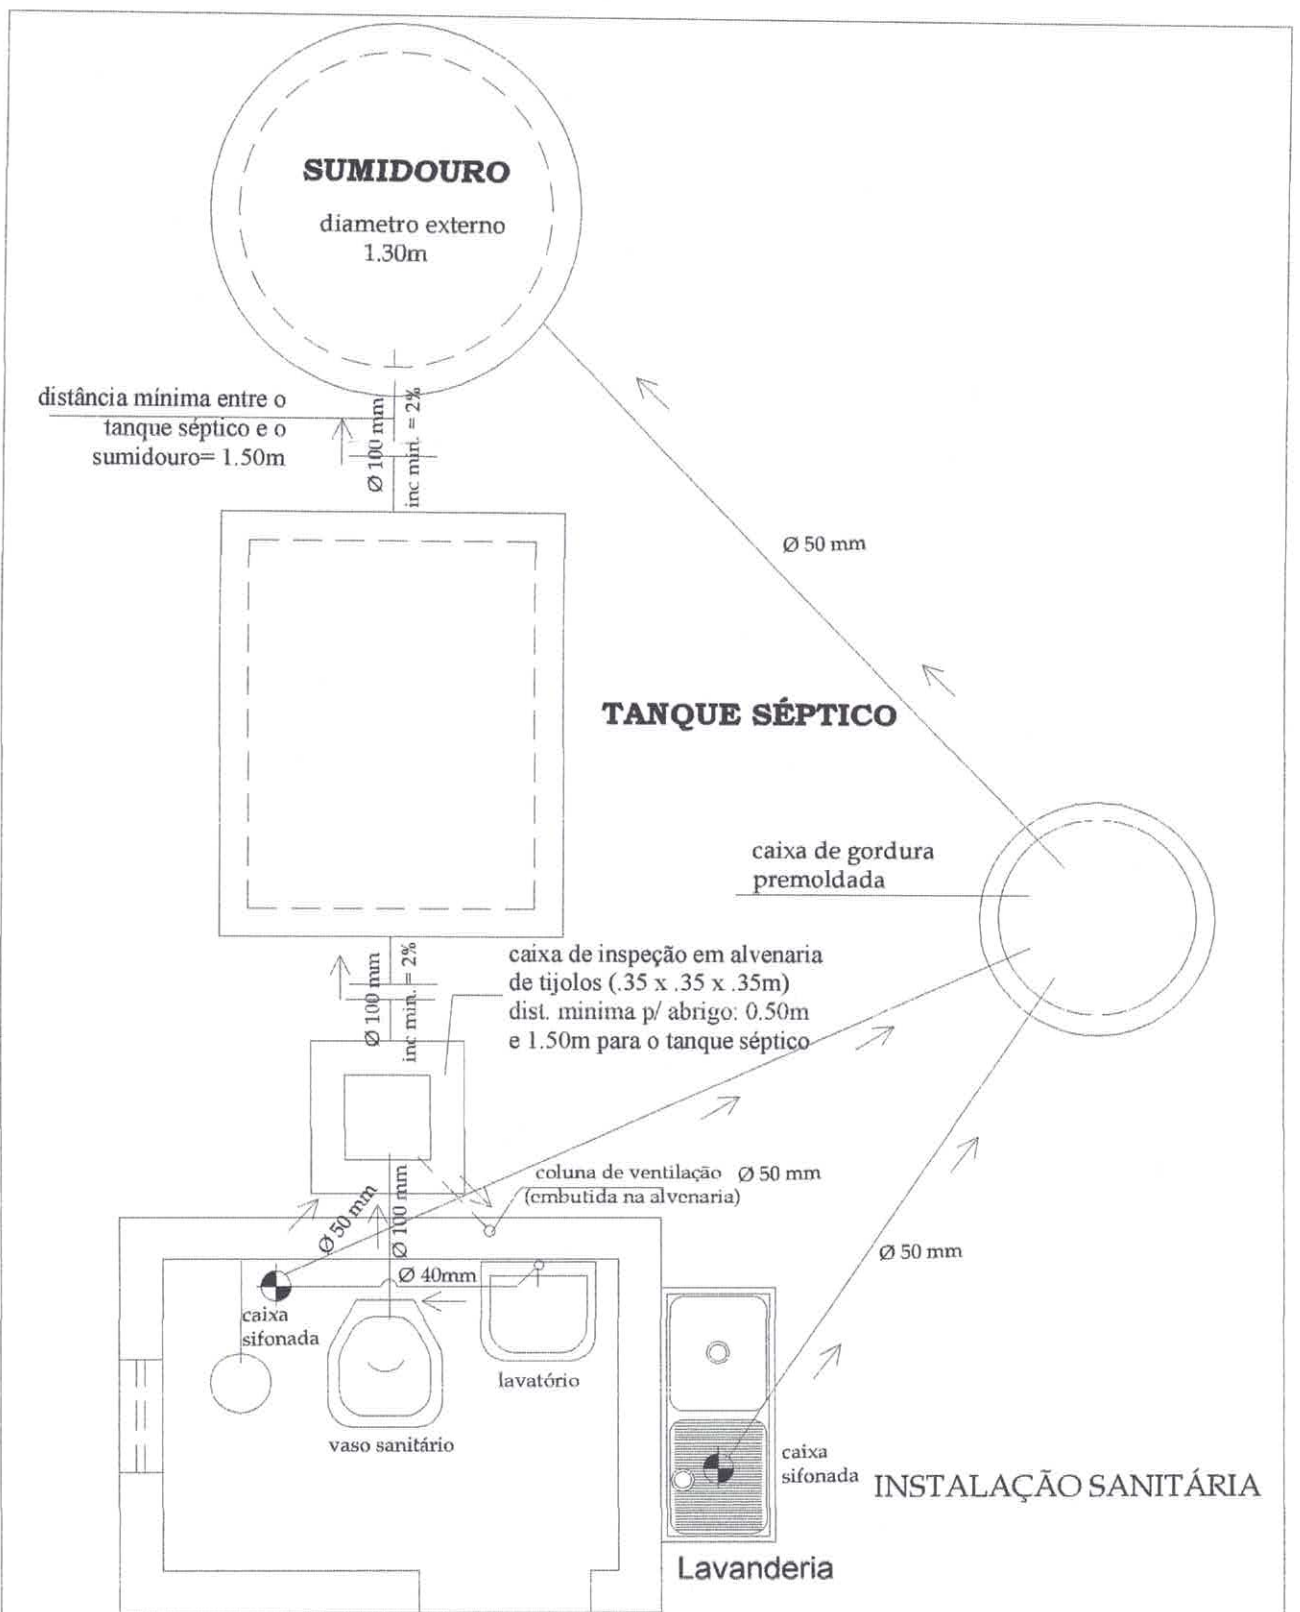 SUMIDOURO
diametro externo
1.30m
distância mínima entre o
tanque séptico e o
sumidouro= 1.50m
Ø 100 mm
inc min. = 2%
Ø 50 mm
TANQUE SÉPTICO
caixa de gordura
premoldada
Ø 100 mm
inc min. = 2%
caixa de inspeção em alvenaria
de tijolos (.35 x .35 x .35m)
dist. minima p/ abrigo: 0.50m
e 1.50m para o tanque séptico
coluna de ventilação Ø 50 mm
(embutida na alvenaria)
Ø 50 mm
Ø 100 mm
Ø 50 mm
Ø 40mm
caixa
sifonada
lavatório
vaso sanitário
caixa
sifonada
INSTALAÇÃO SANITÁRIA
Lavanderia